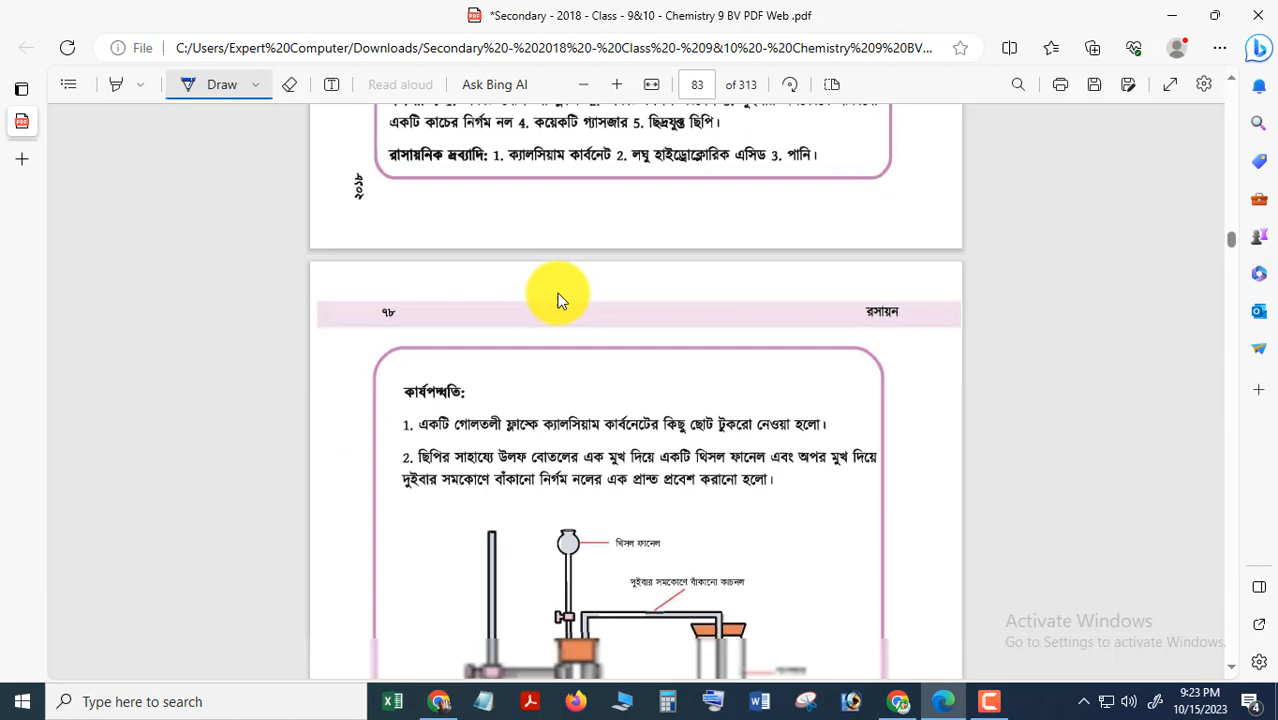 *Secondary - 2018 - Class - 9&10 - Chemistry 9 BV PDF Web .pdf
File
C:/Users/Expert%20Computer/Downloads/Secondary%20-%202018%20-%20Class%20-%209&10%20-%20Chemistry%209%20BV...
Draw
Read aloud
Ask Bing AI
83 of 313
একটি কাচের নির্গম নল 4. কয়েকটি গ্যাসজার 5. ছিদ্রযুক্ত ছিপি।
রাসায়নিক দ্রব্যাদি: 1. ক্যালসিয়াম কার্বনেট 2. লঘু হাইড্রোক্লোরিক এসিড 3. পানি।
২০১৮
৭৮
রসায়ন
কার্যপদ্ধতি:
1. একটি গোলতলী ফ্লাস্কে ক্যালসিয়াম কার্বনেটের কিছু ছোট টুকরো নেওয়া হলো।
2. ছিপির সাহায্যে উলফ বোতলের এক মুখ দিয়ে একটি থিসল ফানেল এবং অপর মুখ দিয়ে
দুইবার সমকোণে বাঁকানো নির্গম নলের এক প্রান্ত প্রবেশ করানো হলো।
থিসল ফানেল
দুইবার সমকোণে বাঁকানো কাচনল
Activate Windows
Go to Settings to activate Windows.
Type here to search
9:23 PM
10/15/2023
4